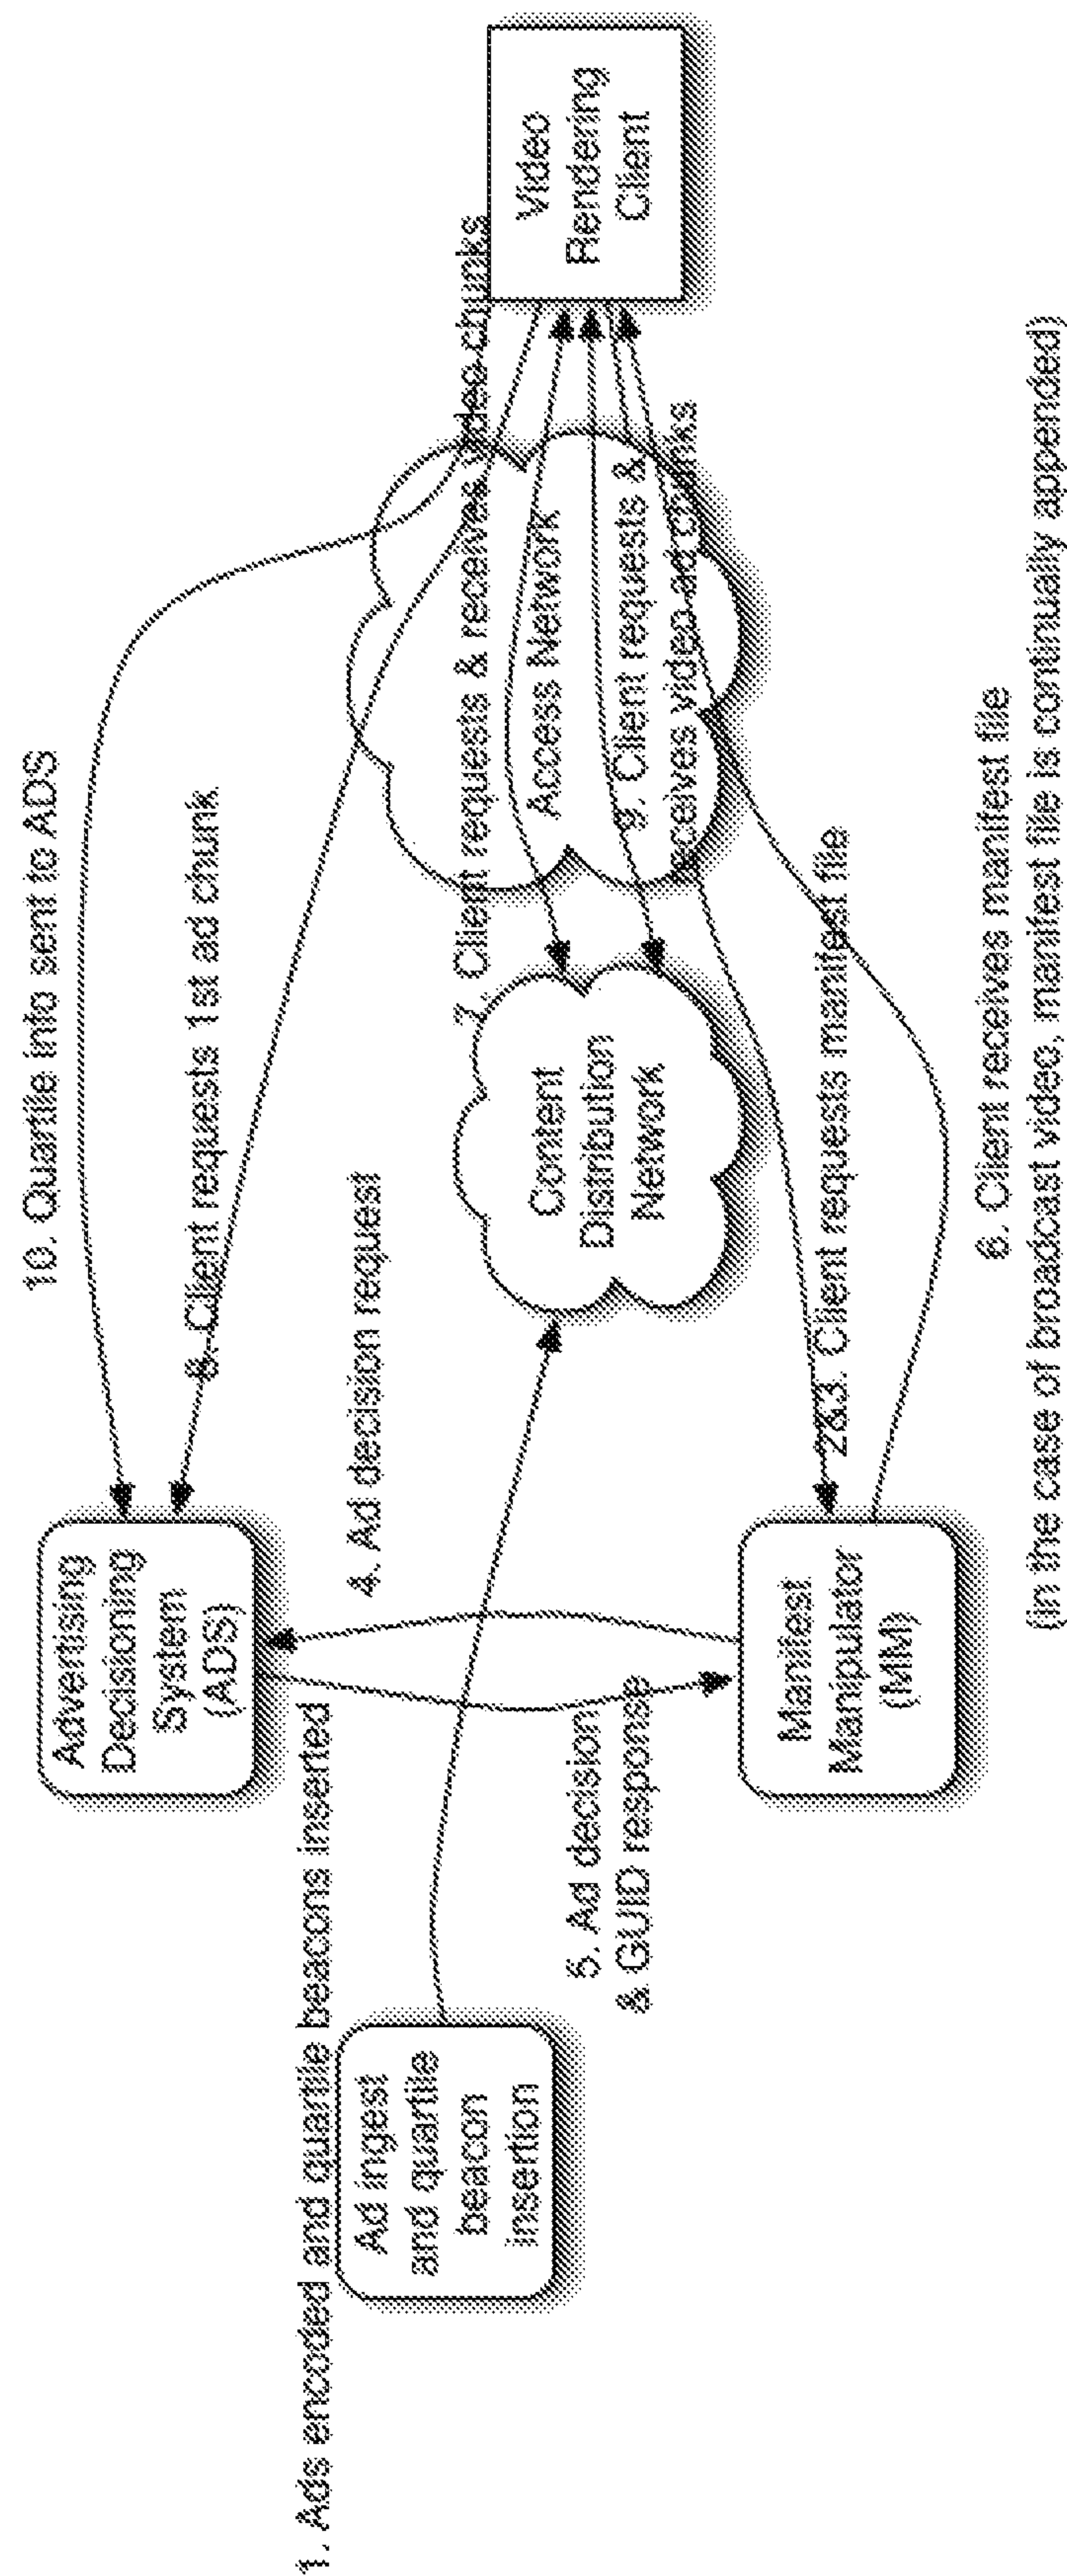 10. Quartile info sent to ADS
8. Client requests 1st ad chunk
Advertising
Decisioning
System
(ADS)
1. Ads encoded and quartile beacons inserted
4. Ad decision request
Ad ingest
and quartile
beacon
insertion
7. Client requests & receives video chunks
Video
Rendering
Client
Content
Distribution
Network
Access Network
5. Ad decision
& GUID response
9. Client requests &
receives video ad chunks
Manifest
Manipulator
(MM)
2&3. Client requests manifest file
6. Client receives manifest file
(in the case of broadcast video, manifest file is continually appended)